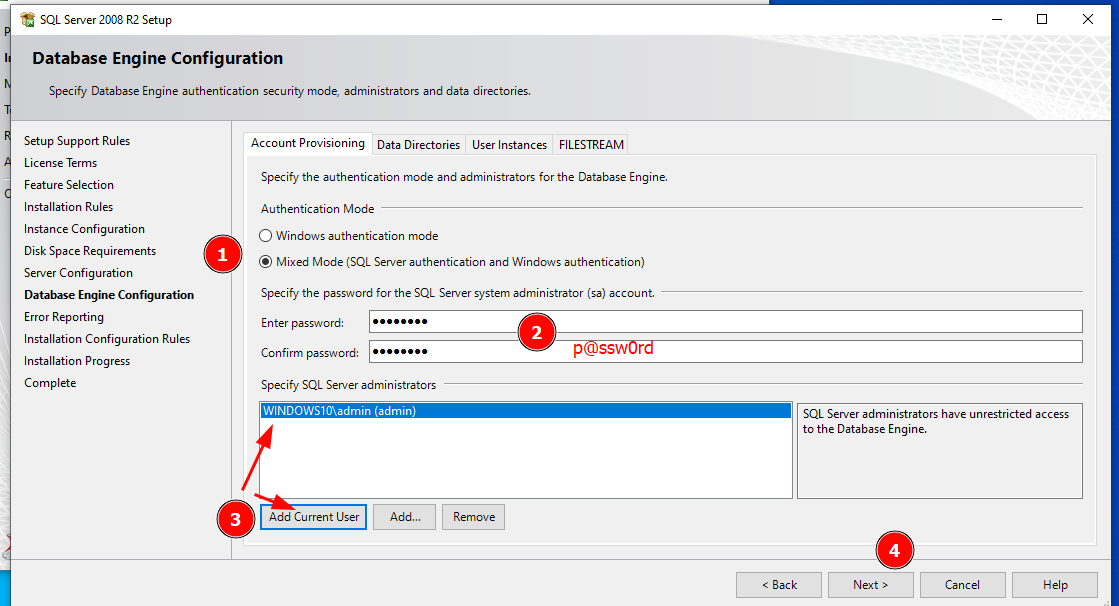 SQL Server 2008 R2 Setup
Database Engine Configuration
Specify Database Engine authentication security mode, administrators and data directories.
Setup Support Rules
License Terms
Feature Selection
Installation Rules
Instance Configuration
Disk Space Requirements
Server Configuration
Database Engine Configuration
Error Reporting
Installation Configuration Rules
Installation Progress
Complete
Account Provisioning
Data Directories
User Instances
FILESTREAM
Specify the authentication mode and administrators for the Database Engine.
Authentication Mode
Windows authentication mode
1
Mixed Mode (SQL Server authentication and Windows authentication)
Specify the password for the SQL Server system administrator (sa) account.
Enter password: ●●●●●●●●
2
Confirm password: ●●●●●●●●
p@ssw0rd
Specify SQL Server administrators
WINDOWS10\admin (admin)
SQL Server administrators have unrestricted access
to the Database Engine.
3
Add Current User
Add...
Remove
4
< Back
Next >
Cancel
Help